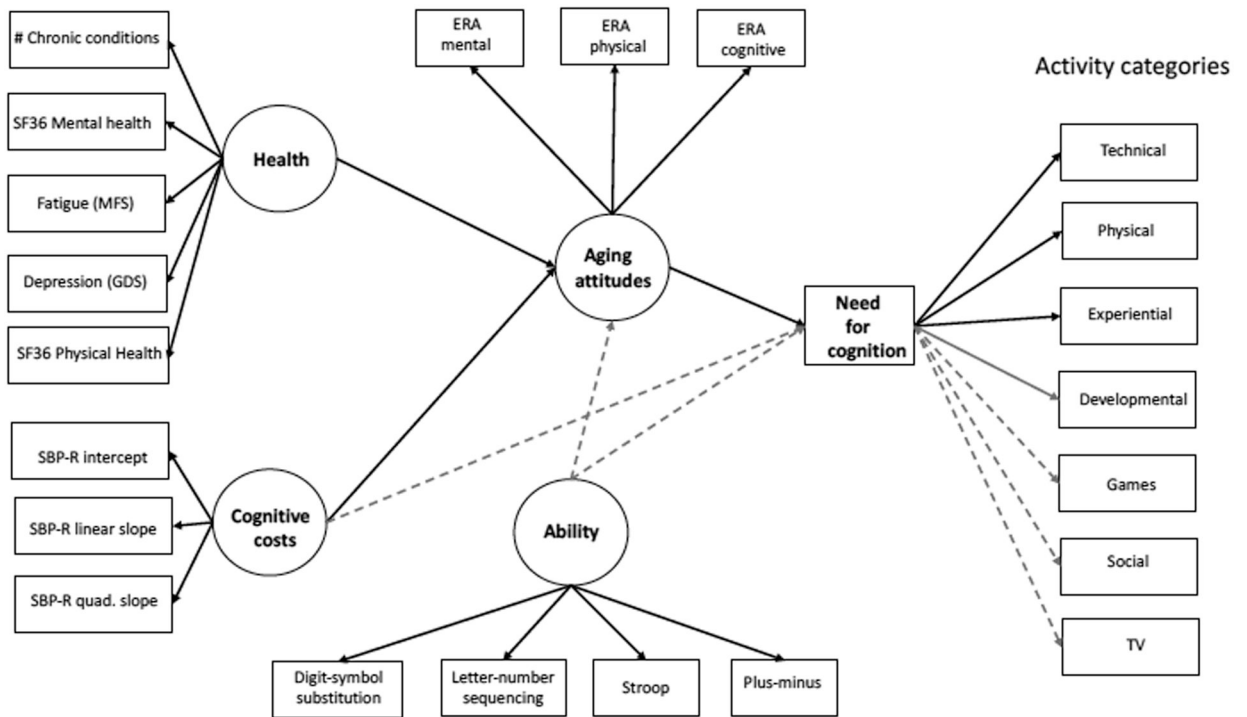 # Chronic conditions
SF36 Mental health
Fatigue (MFS)
Depression (GDS)
SF36 Physical Health
Health
ERA
mental
ERA
physical
ERA
cognitive
Aging
attitudes
SBP-R intercept
SBP-R linear slope
SBP-R quad. slope
Cognitive
costs
Ability
Digit-symbol
substitution
Letter-number
sequencing
Stroop
Plus-minus
Need
for
cognition
Activity categories
Technical
Physical
Experiential
Developmental
Games
Social
TV